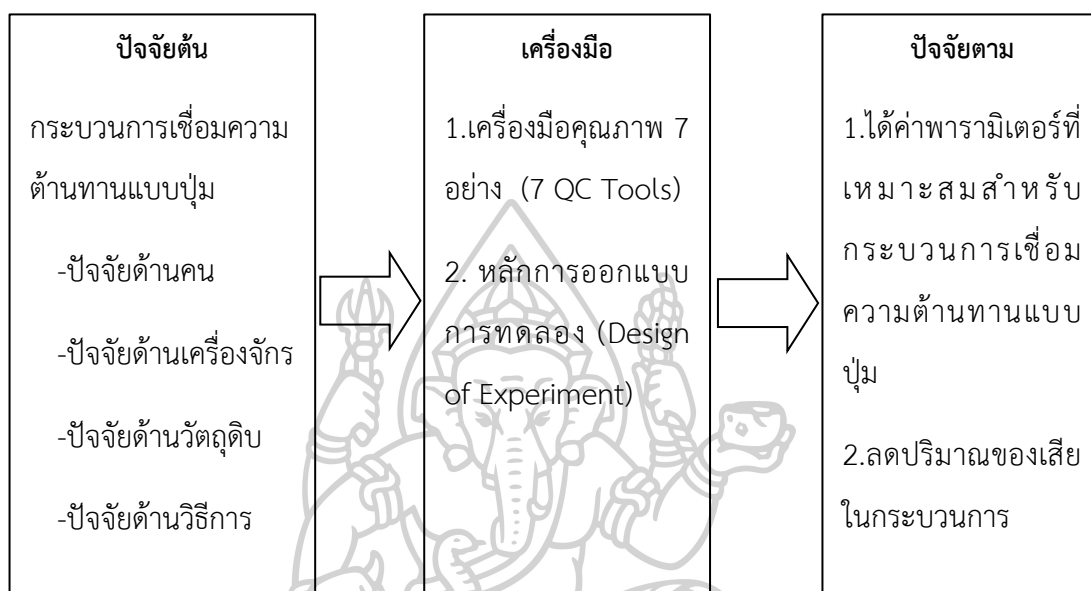 ปัจจัยต้น
กระบวนการเชื่อมความ
ต้านทานแบบปุ่ม
-ปัจจัยด้านคน
-ปัจจัยด้านเครื่องจักร
-ปัจจัยด้านวัตถุดิบ
-ปัจจัยด้านวิธีการ
เครื่องมือ
1.เครื่องมือคุณภาพ 7
อย่าง (7 QC Tools)
2. หลักการออกแบบ
การทดลอง (Design
of Experiment)
ปัจจัยตาม
1.ได้ค่าพารามิเตอร์ที่
เหมาะสมสำหรับ
กระบวนการเชื่อม
ความต้านทานแบบ
ปุ่ม
2.ลดปริมาณของเสีย
ในกระบวนการ